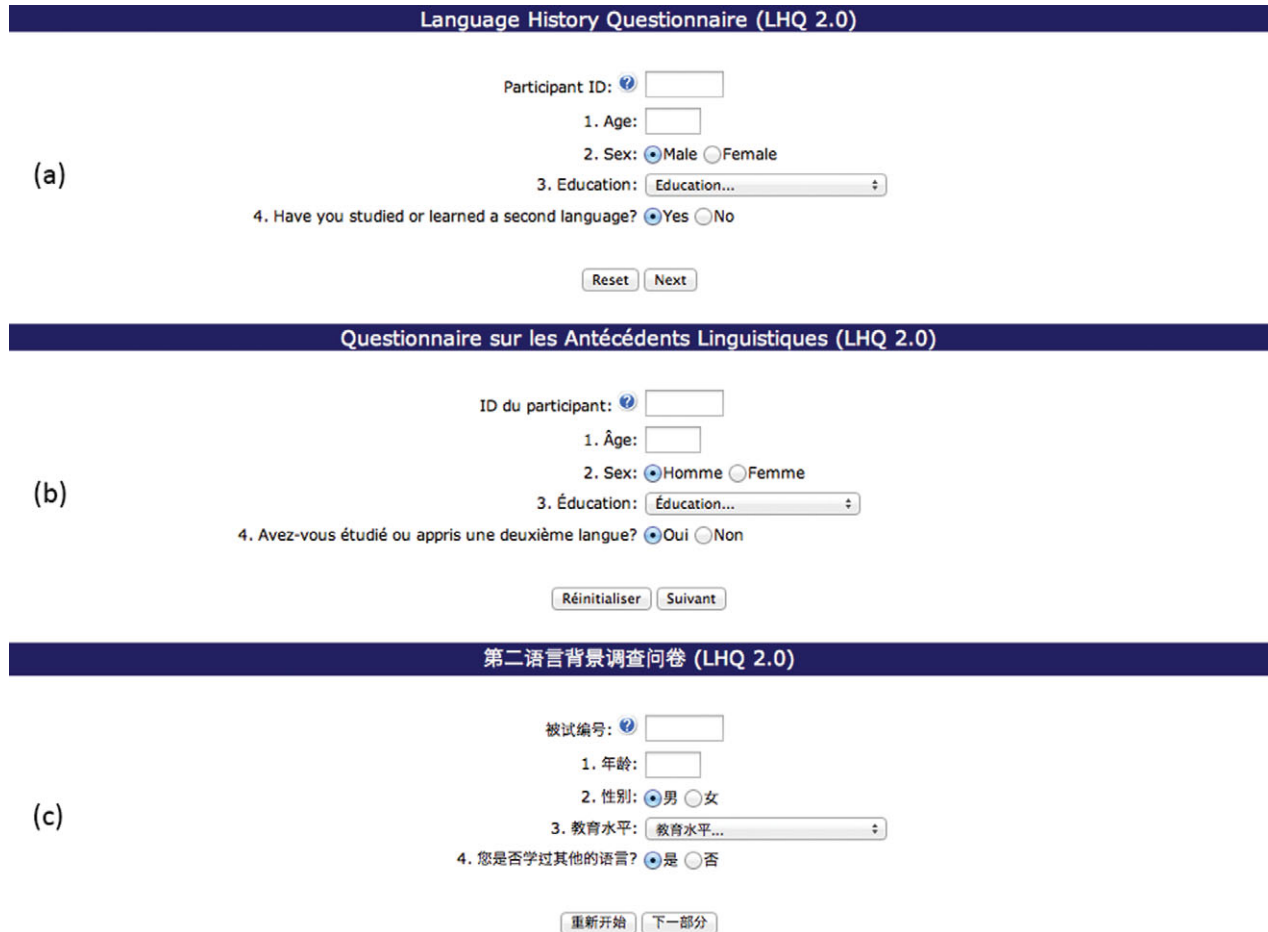 Language History Questionnaire (LHQ 2.0)
Participant ID:
1. Age:
(a)
2. Sex: Male Female
3. Education: Education...
4. Have you studied or learned a second language? Yes No
Reset Next
Questionnaire sur les Antécédents Linguistiques (LHQ 2.0)
ID du participant:
1. Âge:
(b)
2. Sex: Homme Femme
3. Éducation: Éducation...
4. Avez-vous étudié ou appris une deuxième langue? Oui Non
Réinitialiser Suivant
第二语言背景调查问卷 (LHQ 2.0)
被试编号:
1. 年龄:
(c)
2. 性别: 男 女
3. 教育水平: 教育水平...
4. 您是否学过其他的语言? 是 否
重新开始 下一部分